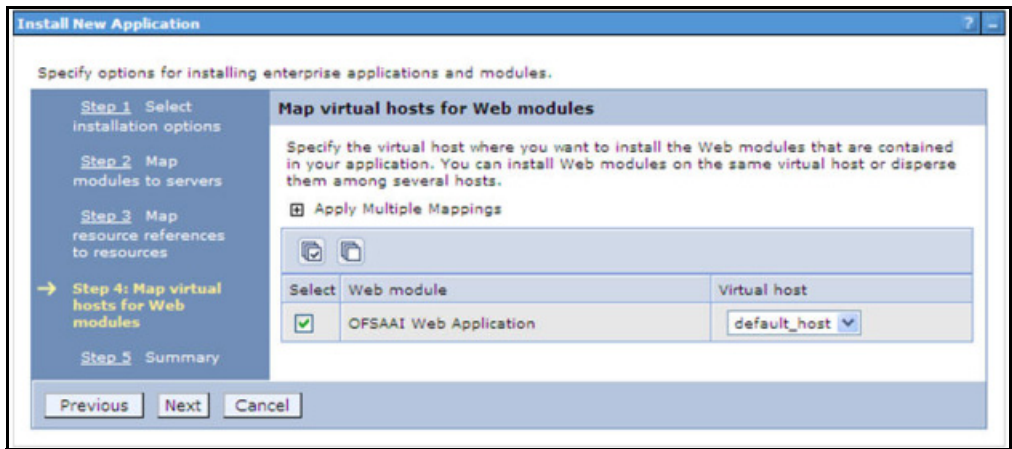 Install New Application
? -
Specify options for installing enterprise applications and modules.
Step 1 Select
installation options
Step 2 Map
modules to servers
Step 3 Map
resource references
to resources
Step 4: Map virtual
hosts for Web
modules
Step 5 Summary
Map virtual hosts for Web modules
Specify the virtual host where you want to install the Web modules that are contained
in your application. You can install Web modules on the same virtual host or disperse
them among several hosts.
Apply Multiple Mappings
Select Web module Virtual host
OFSAAI Web Application default_host
Previous Next Cancel